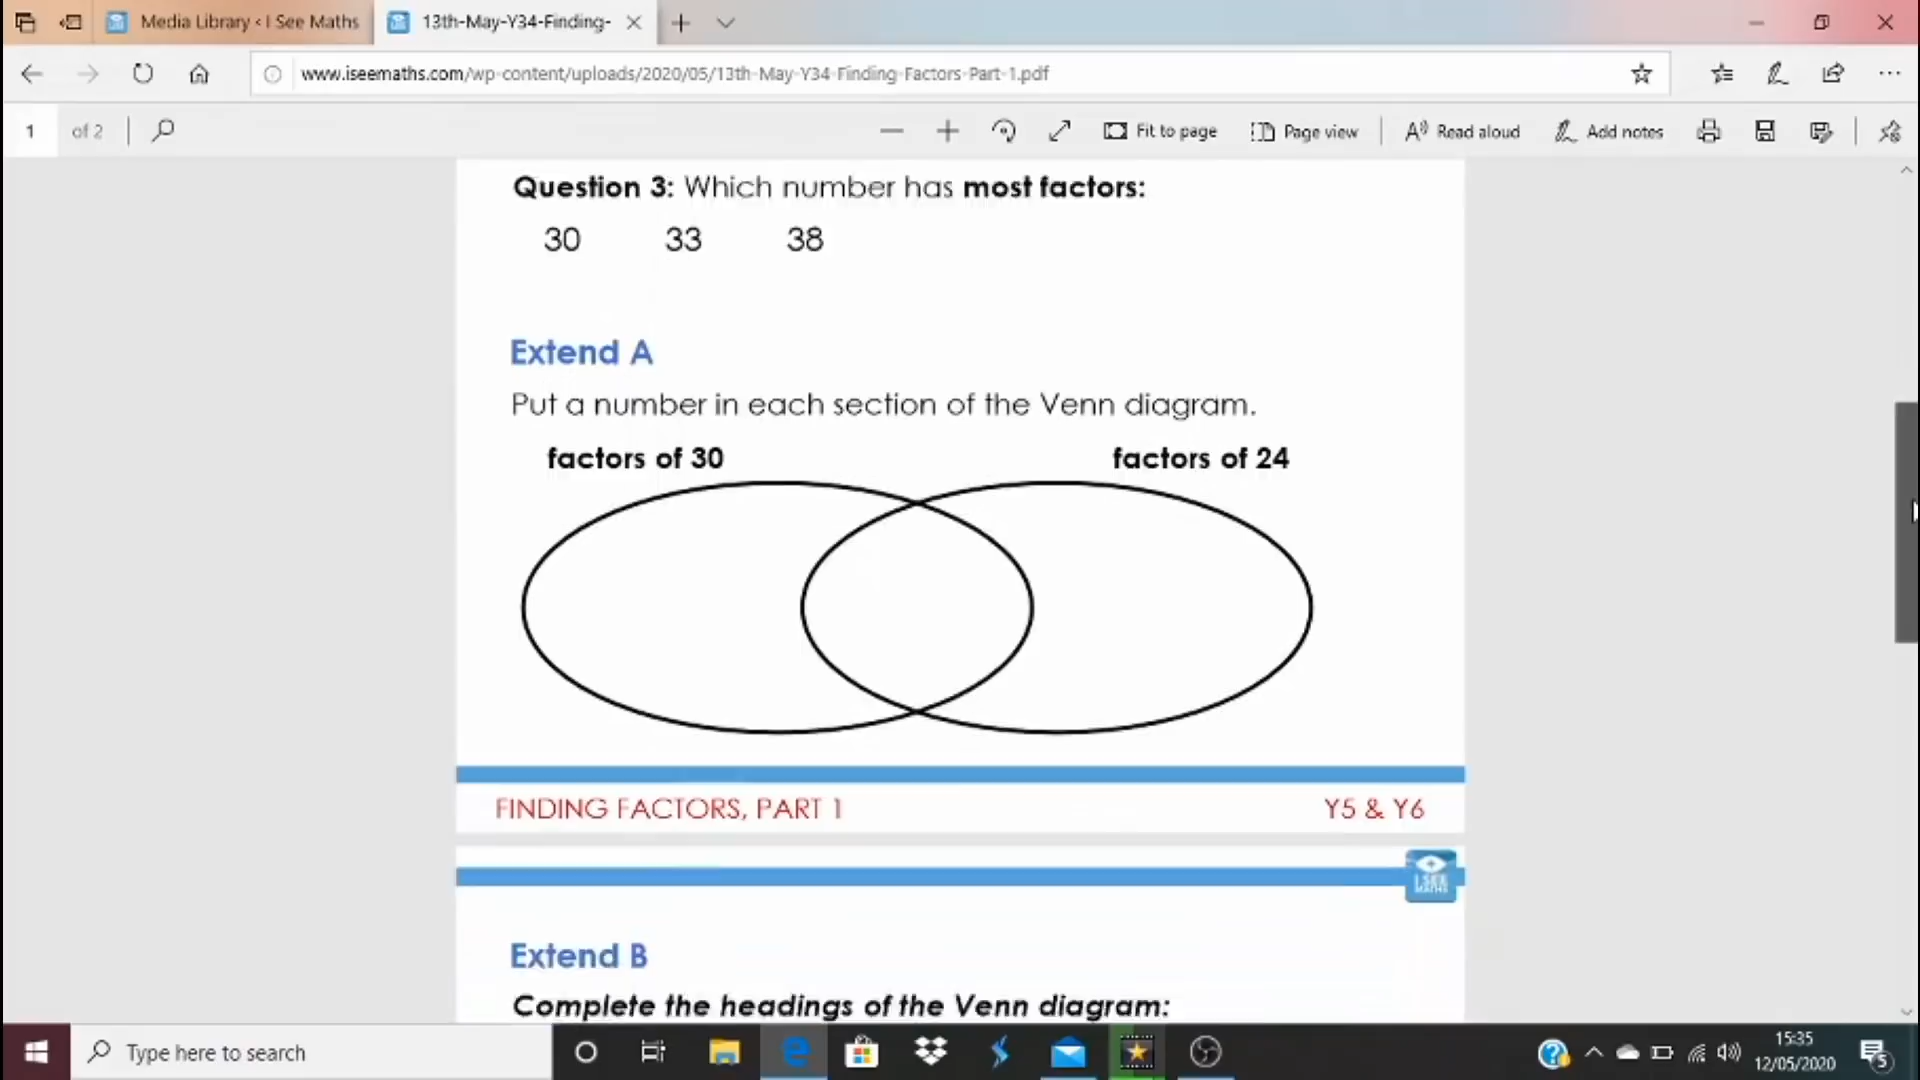 Media Library < I See Maths
13th-May-Y34-Finding-
www.iseemaths.com/wp-content/uploads/2020/05/13th-May-Y34-Finding-Factors-Part-1.pdf
1 of 2
Fit to page
Page view
Read aloud
Add notes
Question 3: Which number has most factors:
30 33 38
Extend A
Put a number in each section of the Venn diagram.
factors of 30 factors of 24
FINDING FACTORS, PART 1 Y5 & Y6
I SEE
MATHS
Extend B
Complete the headings of the Venn diagram:
Type here to search
15:35
12/05/2020
5